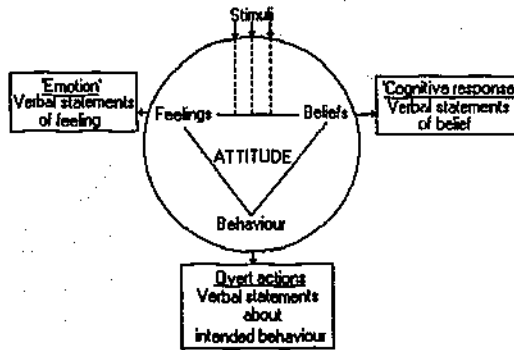 Stimuli
'Emotion'
Verbal statements
of feeling
Feelings
Beliefs
'Cognitive response'
Verbal statements
of belief
ATTITUDE
Behaviour
Overt actions
Verbal statements
about
intended behaviour